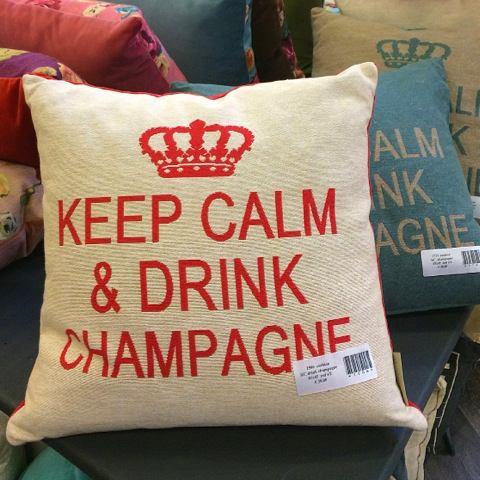 KEEP CALM
& DRINK
CHAMPAGNE
ALM
NK
AGNE